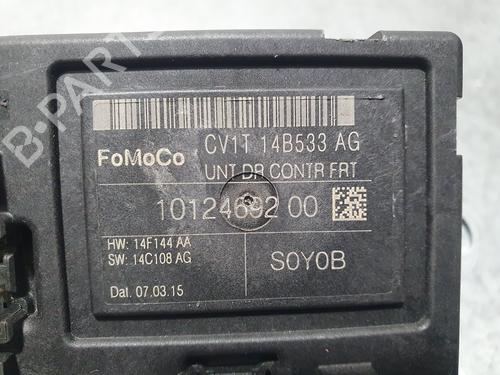 B-PARTS
FoMoCo
CV1T 14B533 AG
UNT DR CONTR FRT
10124692 00
HW: 14F144 AA
SW: 14C108 AG
S0Y0B
Dat. 07.03.15